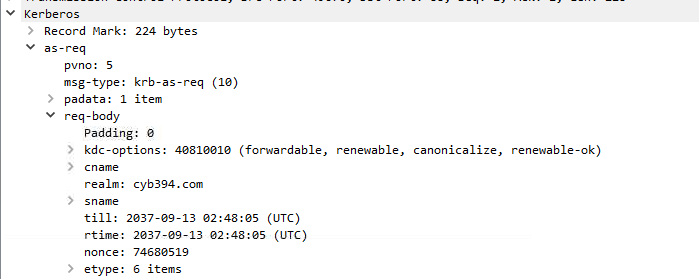 Kerberos
Record Mark: 224 bytes
as-req
pvno: 5
msg-type: krb-as-req (10)
padata: 1 item
req-body
Padding: 0
kdc-options: 40810010 (forwardable, renewable, canonicalize, renewable-ok)
cname
realm: cyb394.com
sname
till: 2037-09-13 02:48:05 (UTC)
rtime: 2037-09-13 02:48:05 (UTC)
nonce: 74680519
etype: 6 items